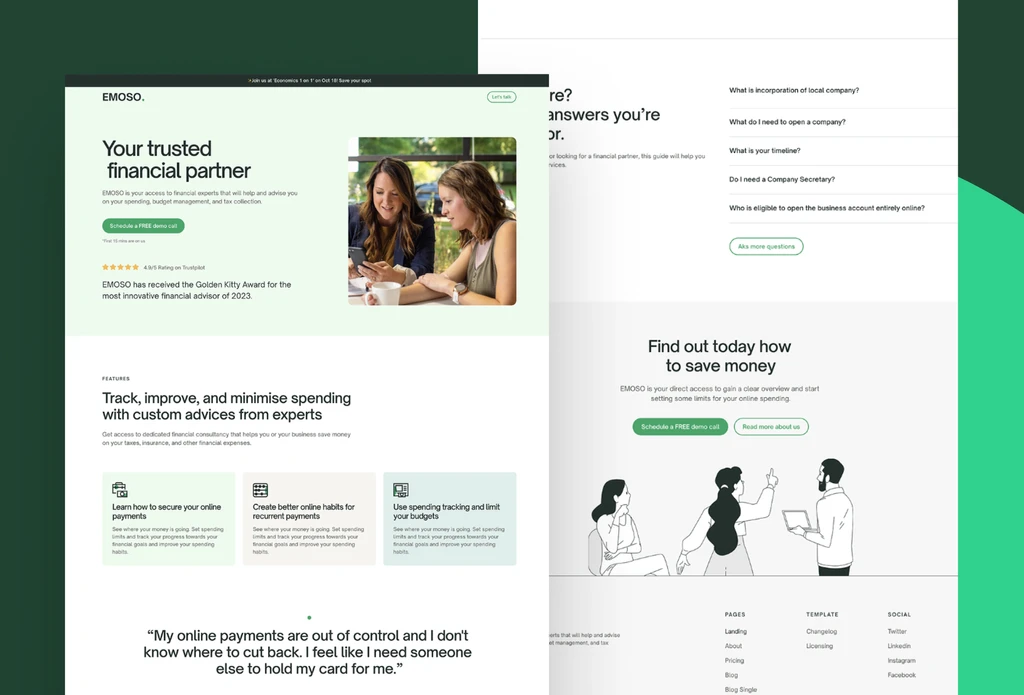 ✨Join us at 'Economics 1 on 1' on Oct 18! Save your spot
EMOSO.
Let's talk
Your trusted
financial partner
EMOSO is your access to financial experts that will help and advise you
on your spending, budget management, and tax collection.
Schedule a FREE demo call
*First 15 mins are on us
4.9/5 Rating on Trustpilot
EMOSO has received the Golden Kitty Award for the
most innovative financial advisor of 2023.
FEATURES
Track, improve, and minimise spending
with custom advices from experts
Get access to dedicated financial consultancy that helps you or your business save money
on your taxes, insurance, and other financial expenses.
Learn how to secure your online
payments
See where your money is going. Set spending
limits and track your progress towards your
financial goals and improve your spending
habits.
Create better online habits for
recurrent payments
See where your money is going. Set spending
limits and track your progress towards your
financial goals and improve your spending
habits.
Use spending tracking and limit
your budgets
See where your money is going. Set spending
limits and track your progress towards your
financial goals and improve your spending
habits.
“My online payments are out of control and I don't
know where to cut back. I feel like I need someone
else to hold my card for me.”
re?
answers you’re
or.
or looking for a financial partner, this guide will help you
vices.
What is incorporation of local company?
What do I need to open a company?
What is your timeline?
Do I need a Company Secretary?
Who is eligible to open the business account entirely online?
Aks more questions
Find out today how
to save money
EMOSO is your direct access to gain a clear overview and start
setting some limits for your online spending.
Schedule a FREE demo call
Read more about us
perts that will help and advise
et management, and tax
PAGES
Landing
About
Pricing
Blog
Blog Single
TEMPLATE
Changelog
Licensing
SOCIAL
Twitter
Linkedin
Instagram
Facebook